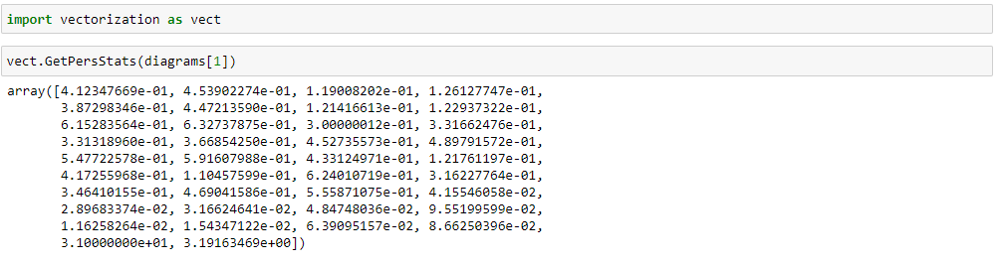 import vectorization as vect
vect.GetPersStats(diagrams[1])
array([4.12347669e-01, 4.53902274e-01, 1.19008202e-01, 1.26127747e-01,
3.87298346e-01, 4.47213590e-01, 1.21416613e-01, 1.22937322e-01,
6.15283564e-01, 6.32737875e-01, 3.00000012e-01, 3.31662476e-01,
3.31318960e-01, 3.66854250e-01, 4.52735573e-01, 4.89791572e-01,
5.47722578e-01, 5.91607988e-01, 4.33124971e-01, 1.21761197e-01,
4.17255968e-01, 1.10457599e-01, 6.24010719e-01, 3.16227764e-01,
3.46410155e-01, 4.69041586e-01, 5.55871075e-01, 4.15546058e-02,
2.89683374e-02, 3.16624641e-02, 4.84748036e-02, 9.55199599e-02,
1.16258264e-02, 1.54347122e-02, 6.39095157e-02, 8.66250396e-02,
3.10000000e+01, 3.19163469e+00])